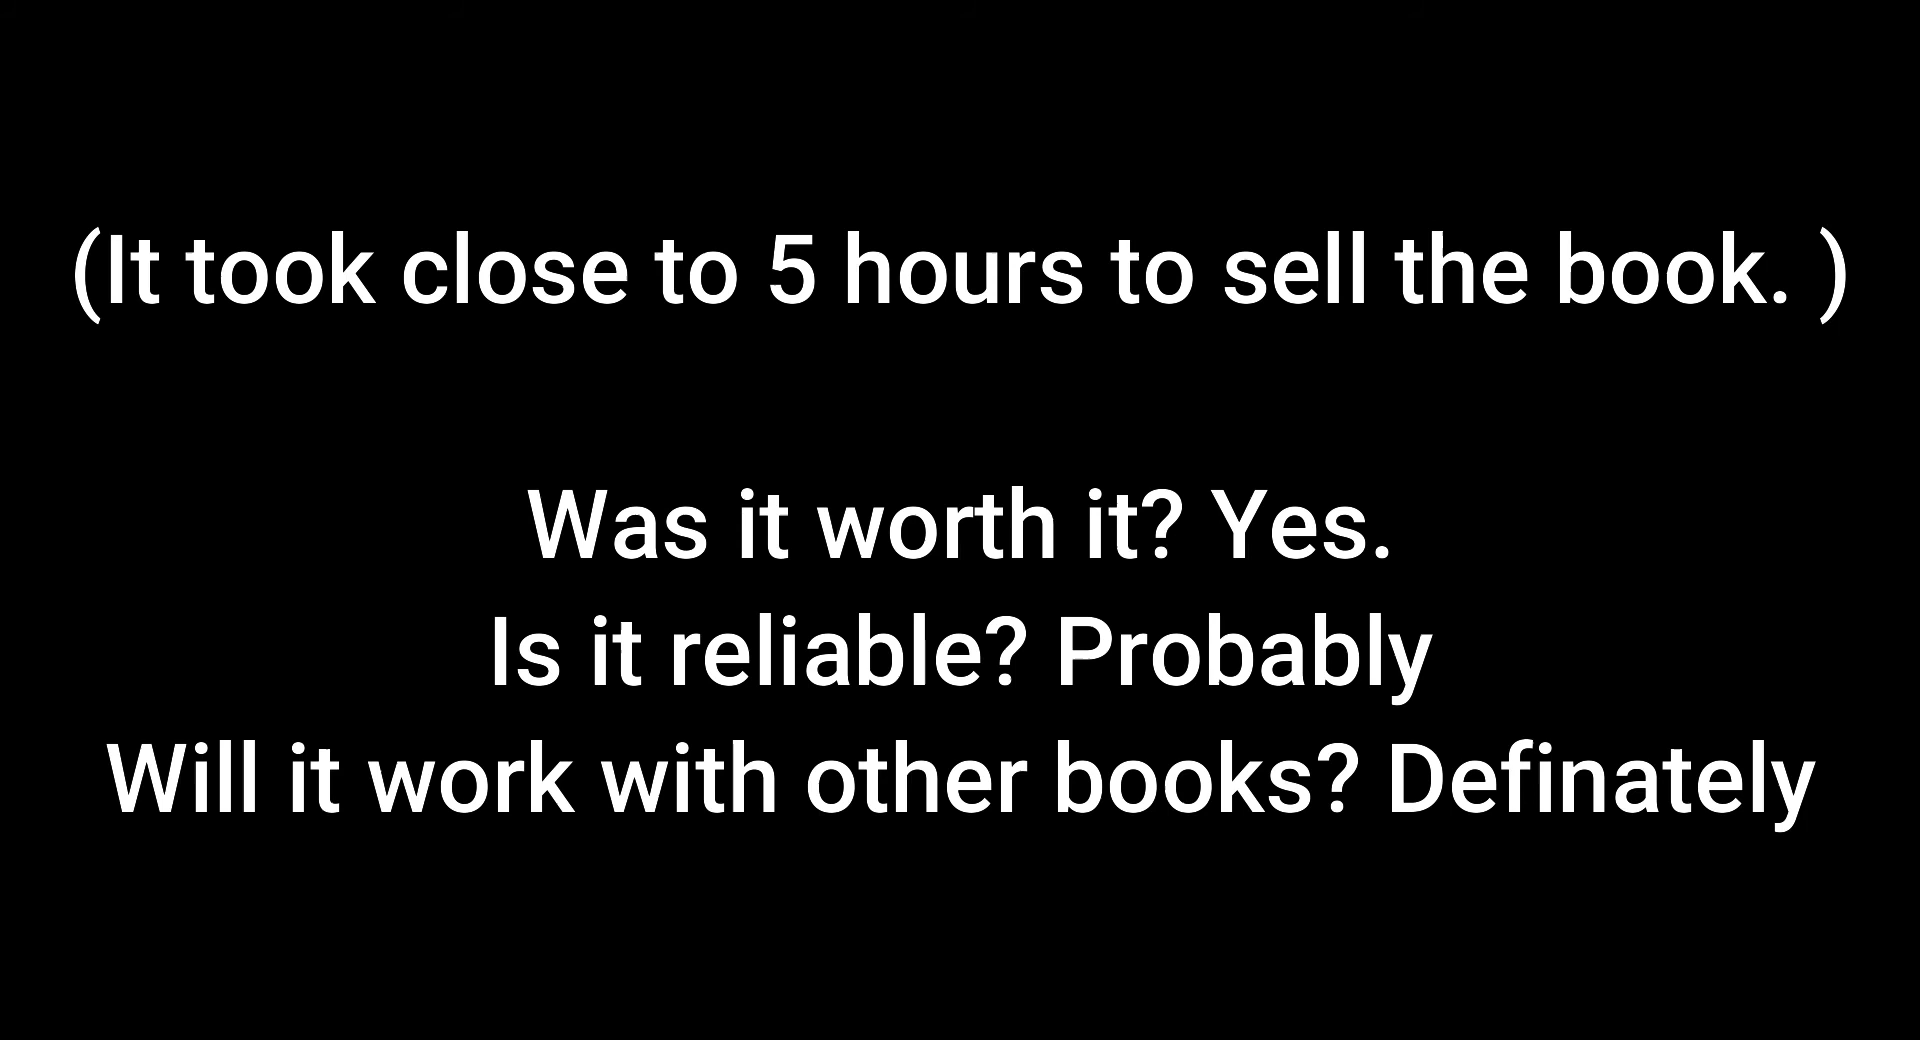 (It took close to 5 hours to sell the book. )
Was it worth it? Yes.
Is it reliable? Probably
Will it work with other books? Definately